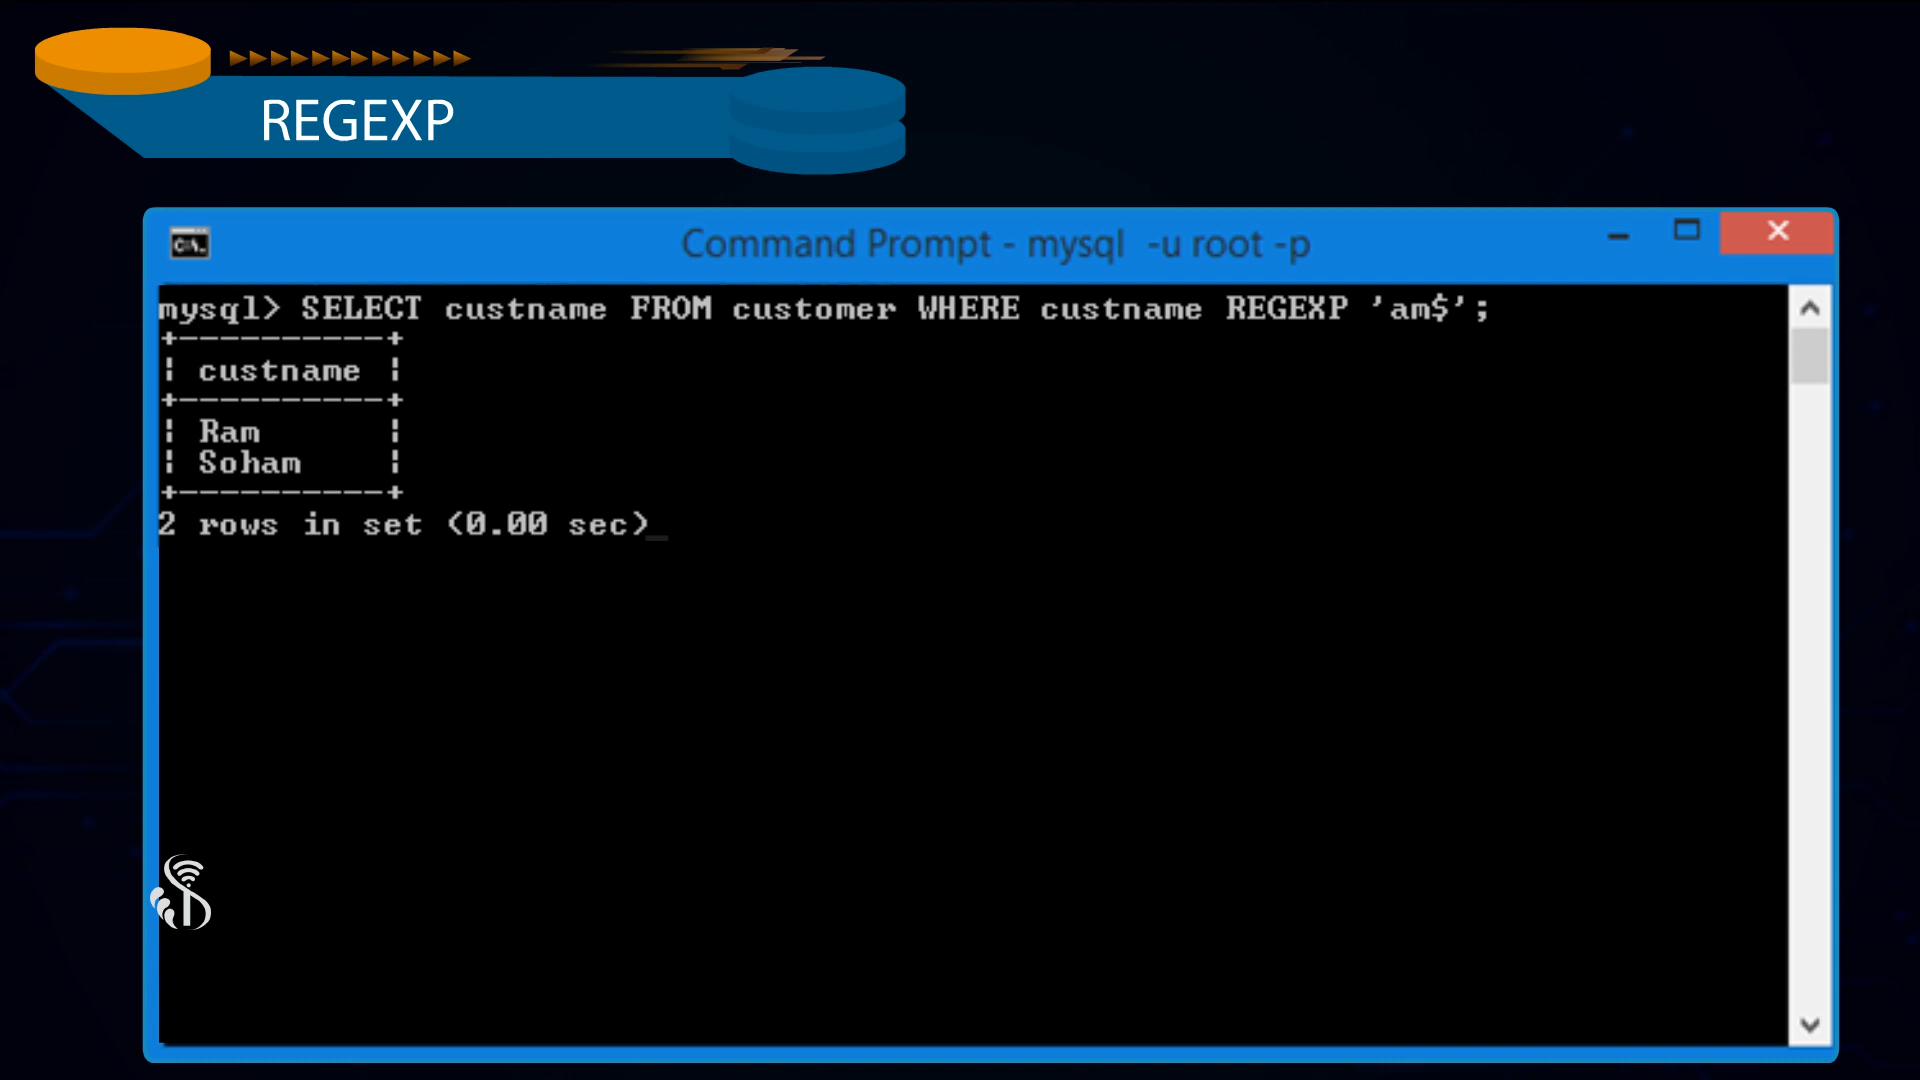 REGEXP
C:\.
Command Prompt - mysql  -u root -p
mysql> SELECT custname FROM customer WHERE custname REGEXP 'am$';
+----------+
| custname |
+----------+
| Ram      |
| Soham    |
+----------+
2 rows in set (0.00 sec)_